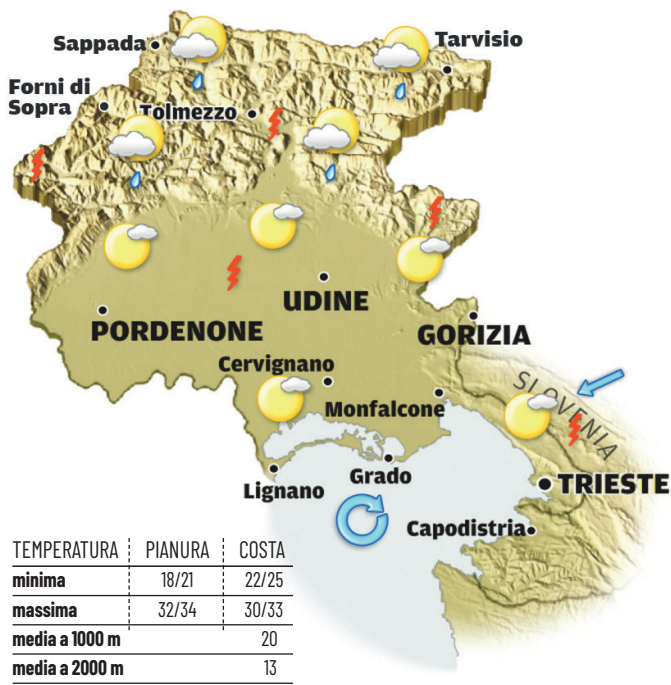 Sappada
Tarvisio
Forni di
Sopra
Tolmezzo
UDINE
PORDENONE
GORIZIA
Cervignano
SLOVENIA
Monfalcone
Grado
TRIESTE
Lignano
Capodistria
TEMPERATURA PIANURA COSTA
minima 18/21 22/25
massima 32/34 30/33
media a 1000 m 20
media a 2000 m 13